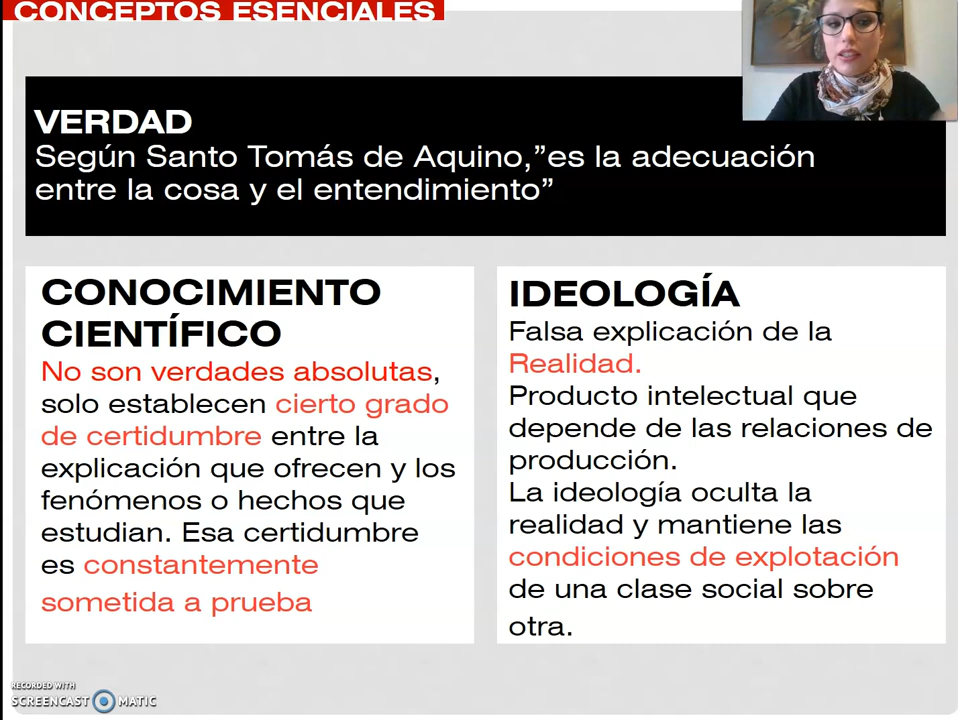 CONCEPTOS ESENCIALES
VERDAD
Según Santo Tomás de Aquino,”es la adecuación
entre la cosa y el entendimiento”
CONOCIMIENTO
CIENTÍFICO
No son verdades absolutas,
solo establecen cierto grado
de certidumbre entre la
explicación que ofrecen y los
fenómenos o hechos que
estudian. Esa certidumbre
es constantemente
sometida a prueba
IDEOLOGÍA
Falsa explicación de la
Realidad.
Producto intelectual que
depende de las relaciones de
producción.
La ideología oculta la
realidad y mantiene las
condiciones de explotación
de una clase social sobre
otra.
RECORDED WITH
SCREENCAST MATIC